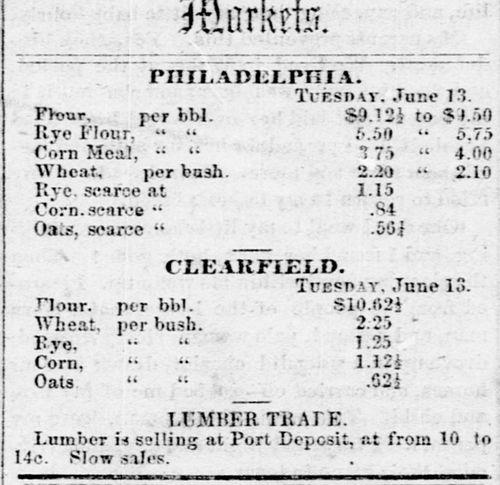 Markets
PHILADELPHIA.
TUESDAY, June 13.
Flour, per bbl. $9.12½ to $9.50
Rye Flour, “ “ 5.50 “ 5.75
Corn Meal, “ “ 3.75 “ 4.00
Wheat, per bush. 2.20 “ 2.10
Rye, scarce at 1.15
Corn, scarce “ .84
Oats, scarce “ .56¼
CLEARFIELD.
TUESDAY, June 13.
Flour, per bbl. $10.62½
Wheat, per bush. 2.25
Rye, “ “ 1.25
Corn, “ “ 1.12½
Oats “ “ .62½
LUMBER TRADE.
Lumber is selling at Port Deposit, at from 10 to
14c. Slow sales.